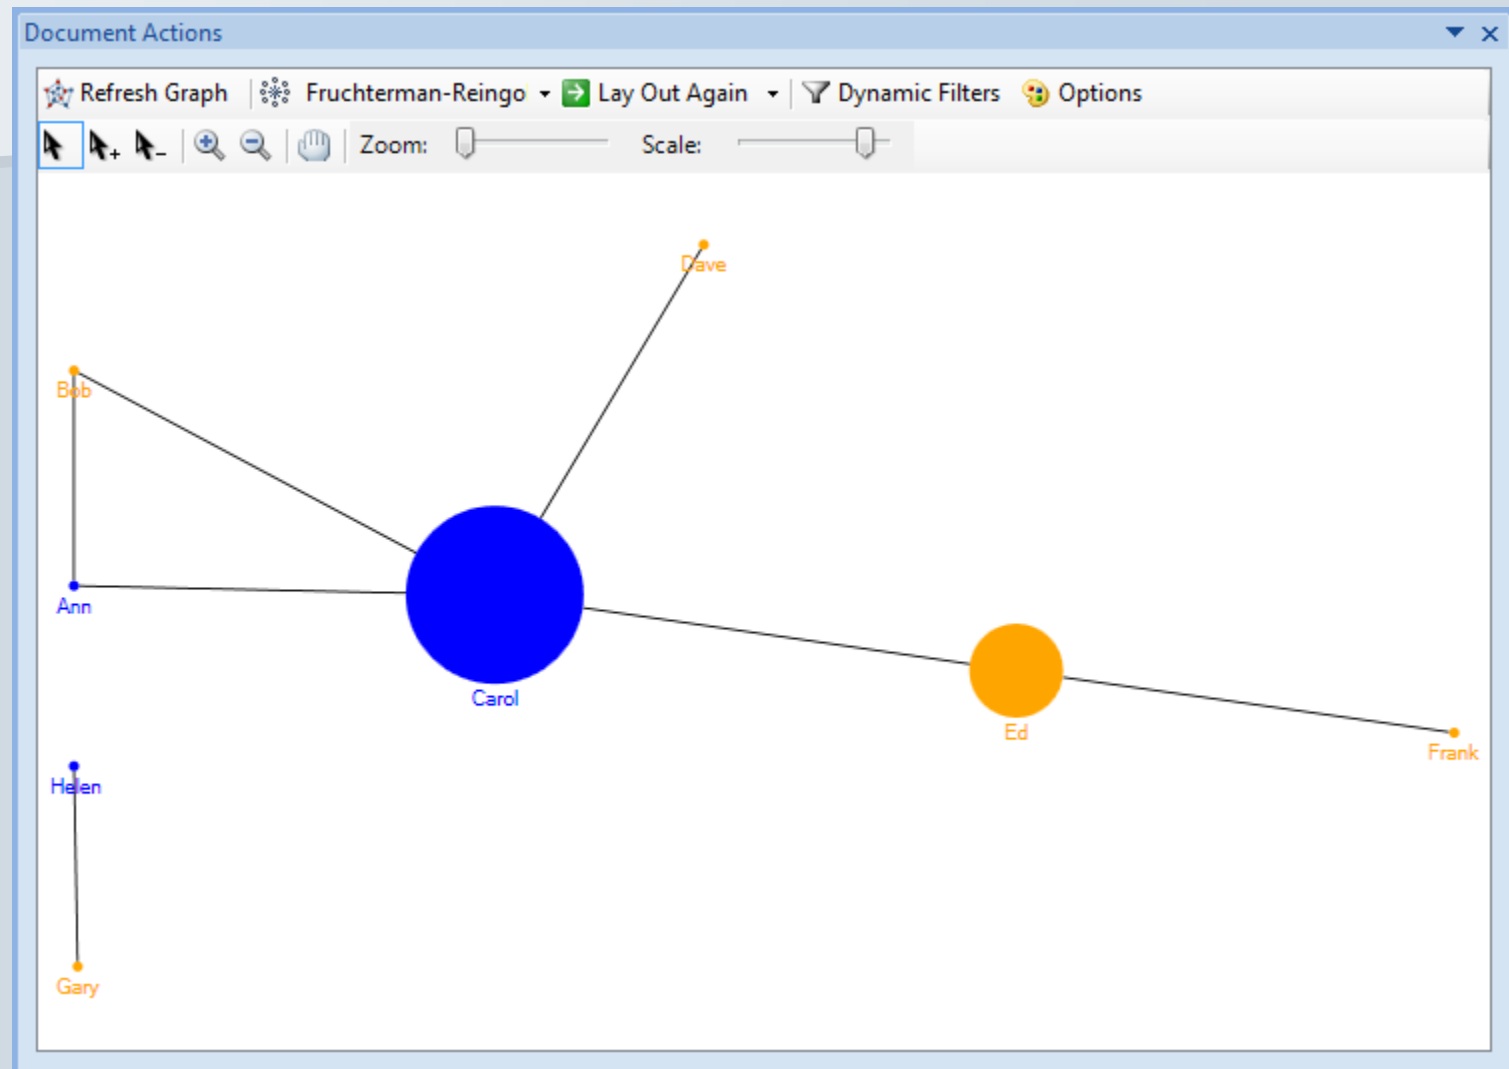 Document Actions
Refresh Graph Fruchterman-Reingo Lay Out Again Dynamic Filters Options
Zoom: Scale:
Dave
Bob
Ann
Carol
Ed
Frank
Helen
Gary